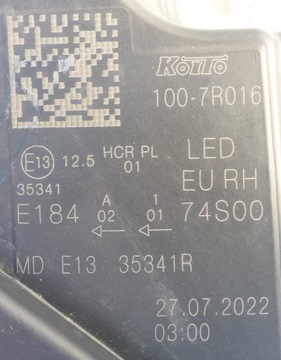 KOITO
100-7R016
E13 12.5 HCR PL LED
01
35341 EU RH
E184 A 1 74S00
02 01
MD E13 35341R
27.07.2022
03:00